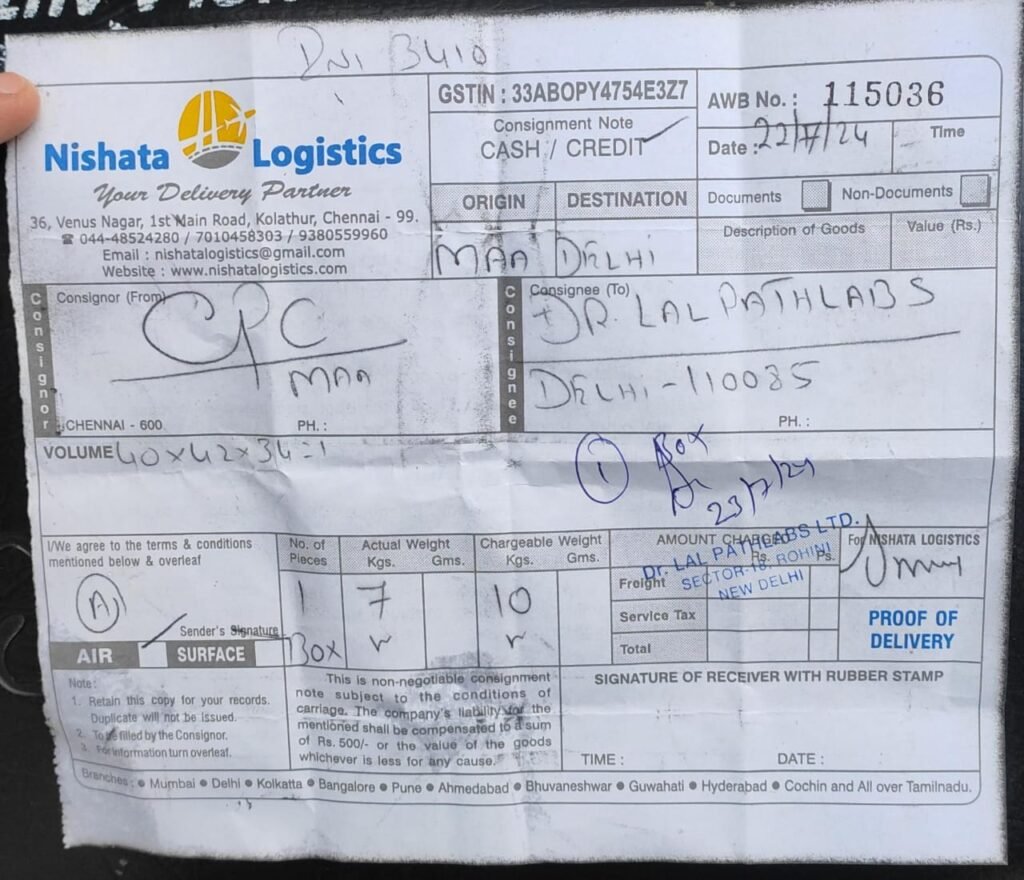 DNI 3410
Nishata Logistics
Your Delivery Partner
36, Venus Nagar, 1st Main Road, Kolathur, Chennai - 99.
☎ 044-48524280 / 7010458303 / 9380559960
Email : nishatalogistics@gmail.com
Website : www.nishatalogistics.com
GSTIN : 33ABOPY4754E3Z7
Consignment Note
CASH / CREDIT
AWB No. : 115036
Date : 22/7/24
Time
ORIGIN
DESTINATION
MAA
DELHI
Documents
Non-Documents
Description of Goods
Value (Rs.)
Consignor
Consignor (From)
CPC
MAA
CHENNAI - 600
PH. :
Consignee
Consignee (To)
DR. LAL PATHLABS
DELHI-110085
PH. :
VOLUME 40x42x34=1
1 Box
23/7/24
I/We agree to the terms & conditions
mentioned below & overleaf
A
Sender's Signature
AIR
SURFACE
No. of Pieces
Actual Weight
Kgs. Gms.
Chargeable Weight
Kgs. Gms.
1
7
10
Box
AMOUNT CHARGED
Rs. Ps.
Freight
Service Tax
Total
Dr. LAL PATHLABS LTD.
SECTOR-18, ROHINI
NEW DELHI
For NISHATA LOGISTICS
PROOF OF
DELIVERY
Note:
1. Retain this copy for your records.
Duplicate will not be issued.
2. To be filled by the Consignor.
3. For information turn overleaf.
This is non-negotiable consignment
note subject to the conditions of
carriage. The company's liability for the
mentioned shall be compensated to a sum
of Rs. 500/- or the value of the goods
whichever is less for any cause.
SIGNATURE OF RECEIVER WITH RUBBER STAMP
TIME :
DATE :
Branches : ● Mumbai ● Delhi ● Kolkatta ● Bangalore ● Pune ● Ahmedabad ● Bhuvaneshwar ● Guwahati ● Hyderabad ● Cochin and All over Tamilnadu.